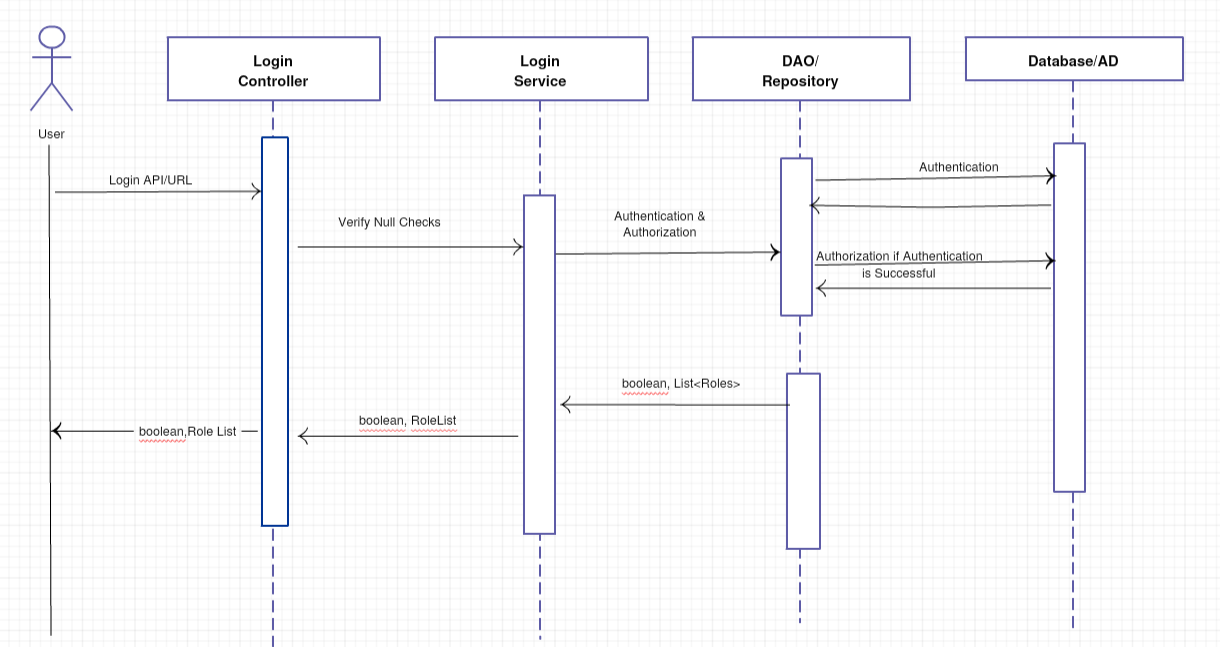 Login
Controller
Login
Service
DAO/
Repository
Database/AD
User
Login API/URL
Verify Null Checks
Authentication &
Authorization
Authentication
Authorization if Authentication
is Successful
boolean, List<Roles>
boolean, RoleList
boolean,Role List